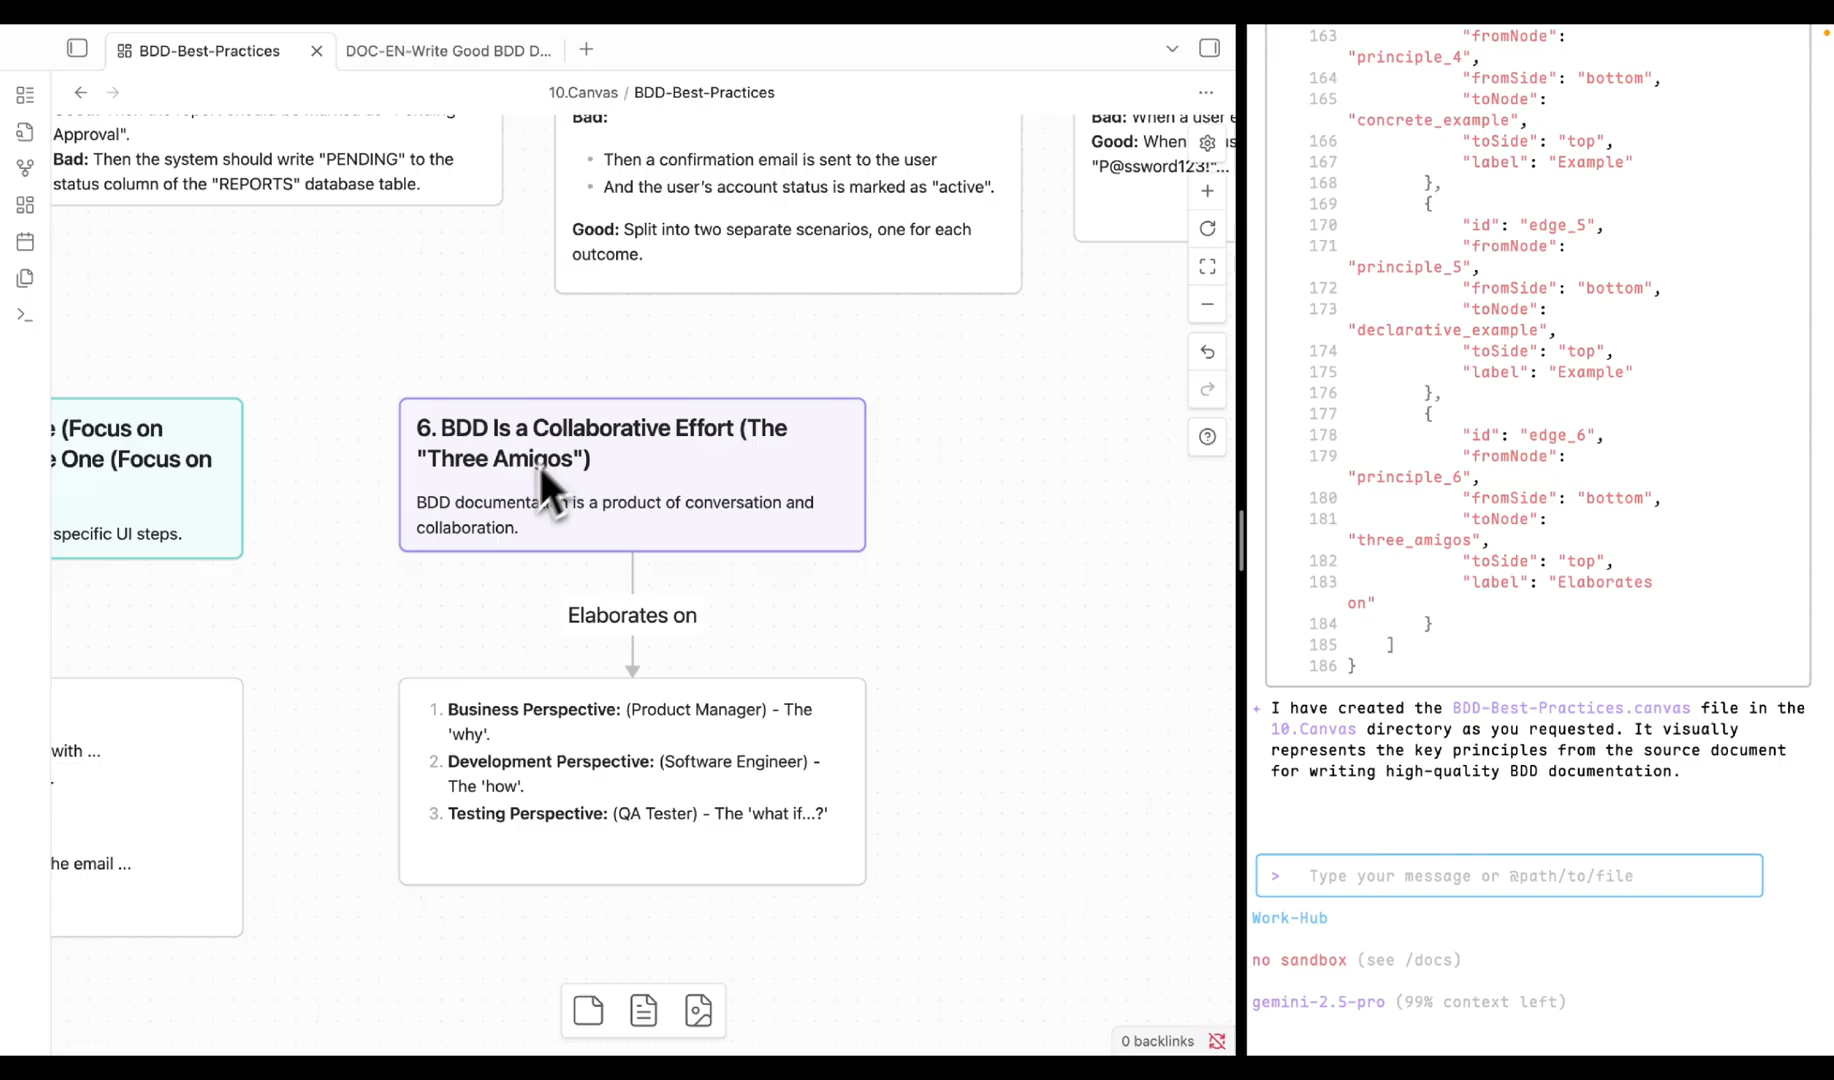 BDD-Best-Practices
DOC-EN-Write Good BDD D...
10.Canvas / BDD-Best-Practices
Approval".
Bad: Then the system should write "PENDING" to the
status column of the "REPORTS" database table.
Bad:
Then a confirmation email is sent to the user
And the user's account status is marked as "active".
Good: Split into two separate scenarios, one for each
outcome.
Bad: When a user e
Good: When
us
"P@ssword123!"...
(Focus on
One (Focus on
specific UI steps.
6. BDD Is a Collaborative Effort (The
"Three Amigos")
BDD is a product of conversation and
collaboration.
Elaborates on
with ...
he email ...
1. Business Perspective: (Product Manager) - The
'why'.
2. Development Perspective: (Software Engineer) -
The 'how'.
3. Testing Perspective: (QA Tester) - The 'what if...?'
0 backlinks
163 "fromNode":
"principle_4",
164 "fromSide": "bottom",
165 "toNode":
"concrete_example",
166 "toSide": "top",
167 "label": "Example"
168 },
169 {
170 "id": "edge_5",
171 "fromNode":
"principle_5",
172 "fromSide": "bottom",
173 "toNode":
"declarative_example",
174 "toSide": "top",
175 "label": "Example"
176 },
177 {
178 "id": "edge_6",
179 "fromNode":
"principle_6",
180 "fromSide": "bottom",
181 "toNode":
"three_amigos",
182 "toSide": "top",
183 "label": "Elaborates
on"
184 }
185 ]
186 }
I have created the BDD-Best-Practices.canvas file in the
10.Canvas directory as you requested. It visually
represents the key principles from the source document
for writing high-quality BDD documentation.
> Type your message or @path/to/file
Work-Hub
no sandbox (see /docs)
gemini-2.5-pro (99% context left)